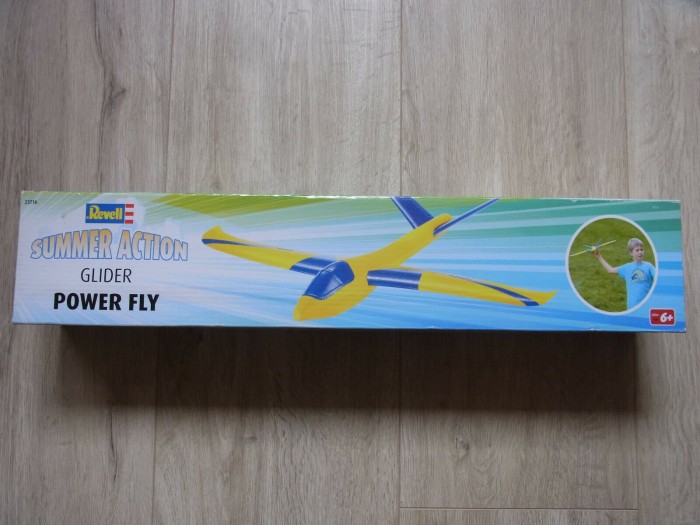 Revell
SUMMER ACTION
GLIDER
POWER FLY
6+